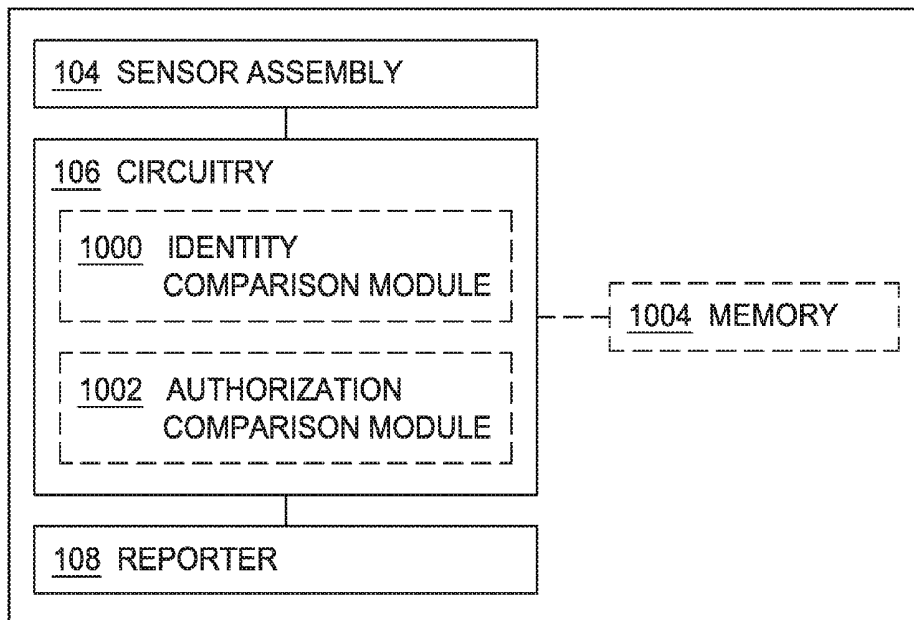 104 SENSOR ASSEMBLY
106 CIRCUITRY
1000 IDENTITY
COMPARISON MODULE
1004 MEMORY
1002 AUTHORIZATION
COMPARISON MODULE
108 REPORTER